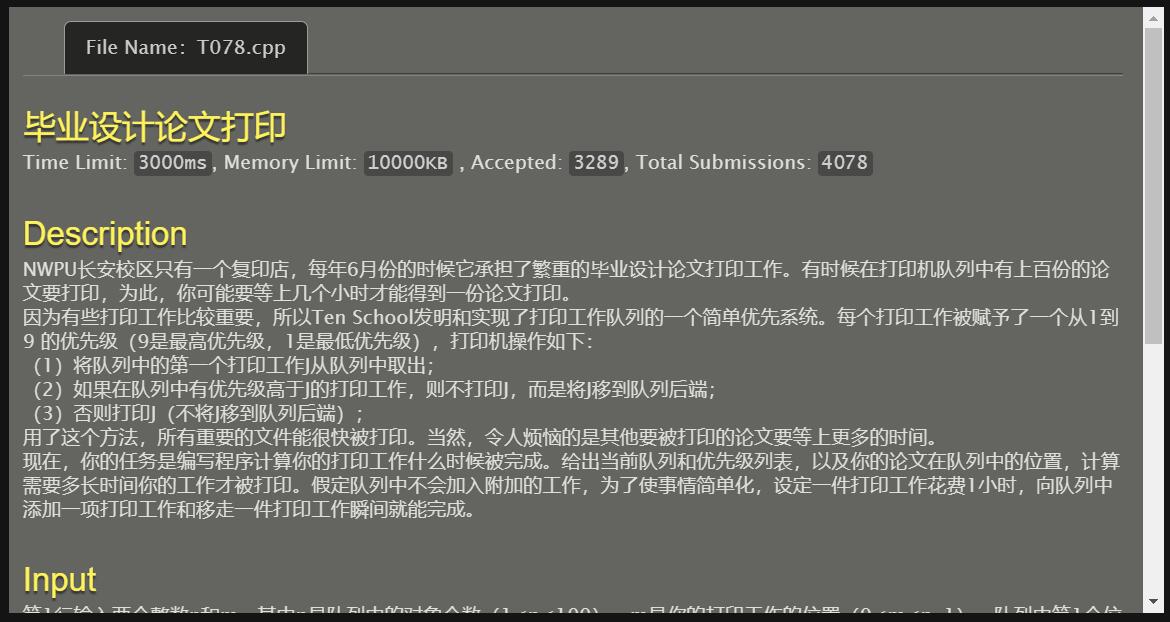 File Name：T078.cpp
毕业设计论文打印
Time Limit: 3000ms, Memory Limit: 10000KB , Accepted: 3289, Total Submissions: 4078
Description
NWPU长安校区只有一个复印店，每年6月份的时候它承担了繁重的毕业设计论文打印工作。有时候在打印机队列中有上百份的论
文要打印，为此，你可能要等上几个小时才能得到一份论文打印。
因为有些打印工作比较重要，所以Ten School发明和实现了打印工作队列的一个简单优先系统。每个打印工作被赋予了一个从1到
9 的优先级（9是最高优先级，1是最低优先级），打印机操作如下：
（1）将队列中的第一个打印工作J从队列中取出；
（2）如果在队列中有优先级高于J的打印工作，则不打印J，而是将J移到队列后端；
（3）否则打印J（不将J移到队列后端）；
用了这个方法，所有重要的文件能很快被打印。当然，令人烦恼的是其他要被打印的论文要等上更多的时间。
现在，你的任务是编写程序计算你的打印工作什么时候被完成。给出当前队列和优先级列表，以及你的论文在队列中的位置，计算
需要多长时间你的工作才被打印。假定队列中不会加入附加的工作，为了使事情简单化，设定一件打印工作花费1小时，向队列中
添加一项打印工作和移走一件打印工作瞬间就能完成。
Input